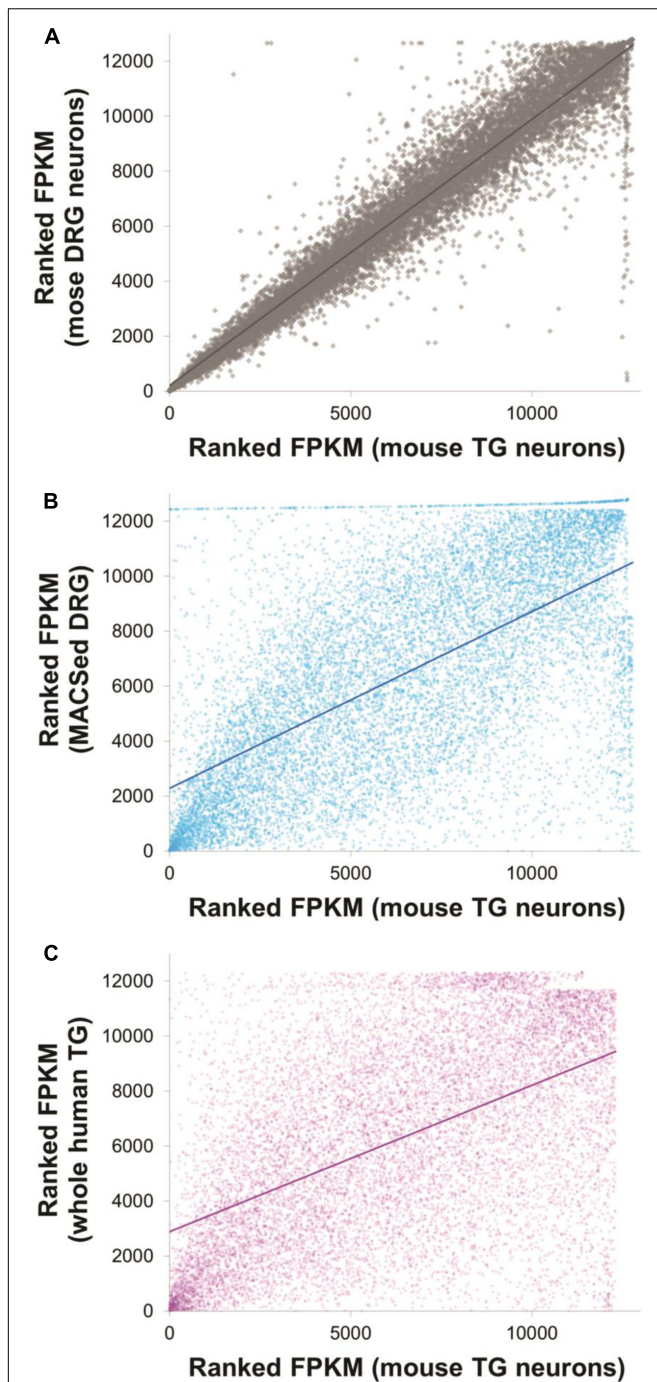 A
12000
10000
8000
6000
4000
2000
0
Ranked FPKM
(mose DRG neurons)
0 5000 10000
Ranked FPKM (mouse TG neurons)
B
12000
10000
8000
6000
4000
2000
0
Ranked FPKM
(MACSed DRG)
0 5000 10000
Ranked FPKM (mouse TG neurons)
C
12000
10000
8000
6000
4000
2000
0
Ranked FPKM
(whole human TG)
0 5000 10000
Ranked FPKM (mouse TG neurons)